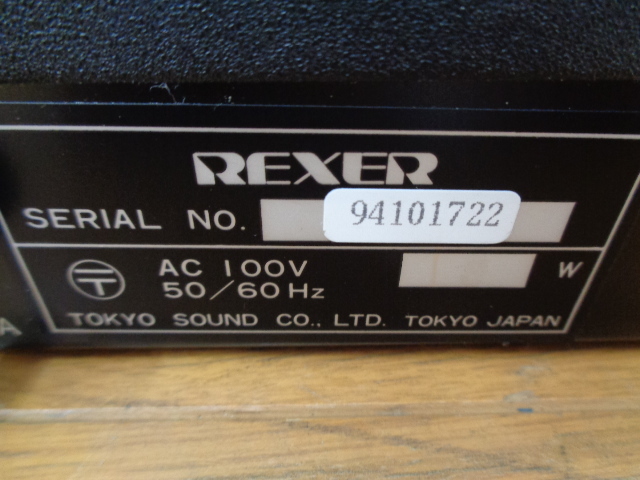 REXER
SERIAL NO. 94101722
AC 100V W
50/60Hz
TOKYO SOUND CO., LTD. TOKYO JAPAN
A